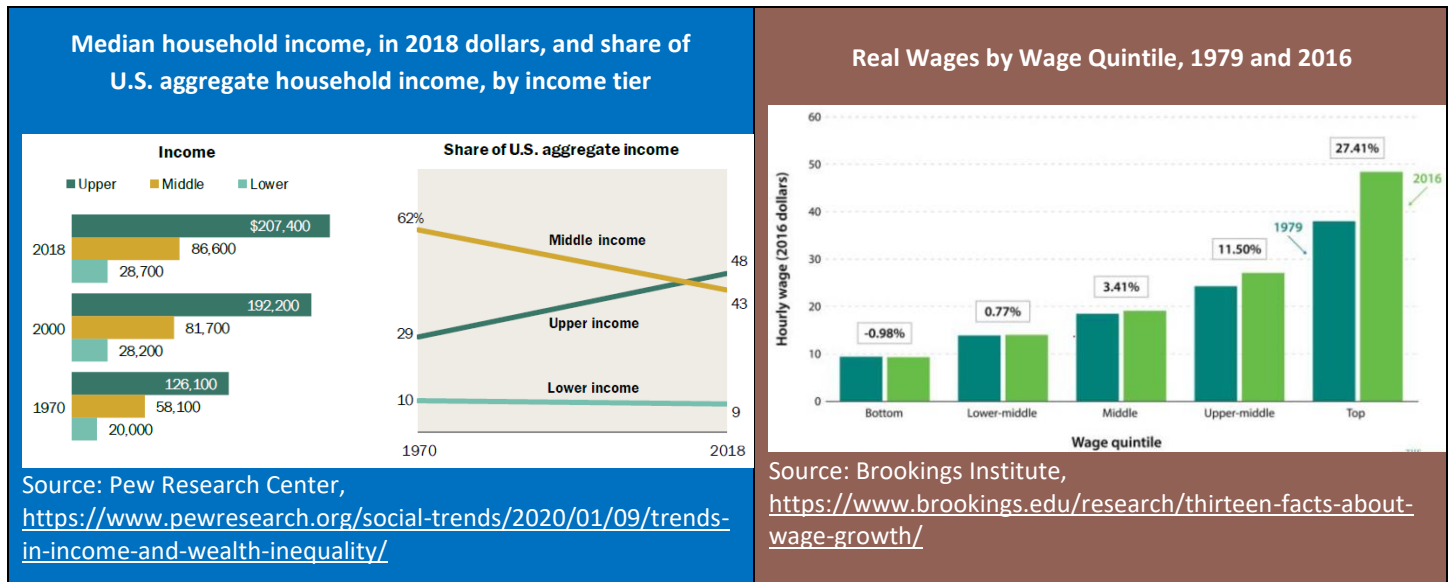 Median household income, in 2018 dollars, and share of
U.S. aggregate household income, by income tier
Income
Upper Middle Lower
2018
$207,400
86,600
28,700
2000
192,200
81,700
28,200
1970
126,100
58,100
20,000
Share of U.S. aggregate income
62%
Middle income
48
43
Upper income
29
Lower income
10
9
1970 2018
Source: Pew Research Center,
https://www.pewresearch.org/social-trends/2020/01/09/trends-
in-income-and-wealth-inequality/
Real Wages by Wage Quintile, 1979 and 2016
Hourly wage (2016 dollars)
60
50
40
30
20
10
0
-0.98%
0.77%
3.41%
11.50%
27.41%
1979
2016
Bottom Lower-middle Middle Upper-middle Top
Wage quintile
Source: Brookings Institute,
https://www.brookings.edu/research/thirteen-facts-about-
wage-growth/